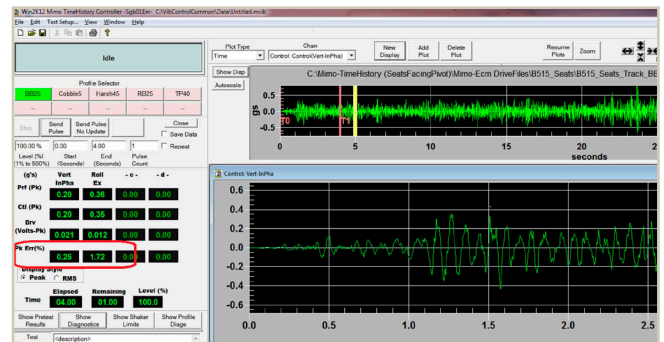 Win2K12 Mimo TimeHistory Controller -Sgb01Em- C:\VibControlCommon\Data\Untitled.mvib
File Edit Test Setup... View Window Help
Idle
Plot Type
Chan
Time
Control: Control(Vert-InPha)
New Display
Add Plot
Delete Plot
Resume Plots
Zoom
Show Disp
Autoscale
C:\Mimo-TimeHistory (SeatsFacingPivot)\Mimo-Ecm DriveFiles\B515_Seats\B515_Seats_Track_BB
gs
0.5
0.0
-0.5
T0
T1
0 5 10 15 20 2
seconds
Profile Selector
BB25 Cobble5 Harsh45 RB25 TP40
-- -- -- -- --
Stop
Send Pulse
Send Pulse No Update
Close
Save Data
100.00 % 0.00 4.00 1 Repeat
Level (%) Start End Pulse
(1% to 500%) (Seconds) (Seconds) Count
(g's) Vert InPha Roll Ex - c - - d -
Prf (Pk) 0.20 0.36 0.00 0.00
Ctl (Pk) 0.20 0.35 0.00 0.00
Drv (Volts-Pk) 0.021 0.012 0.00 0.00
Pk Err(%) 0.25 1.72 0.00 0.00
Display Style
Peak RMS
Elapsed Remaining Level (%)
Time 04.00 01.00 100.0
Show Pretest Results
Show Diagnostics
Show Shaker Limits
Show Profile Diags
Test <description>
Control: Vert-InPha
0.6
0.4
0.2
0.0
-0.2
-0.4
-0.6
0.0 0.5 1.0 1.5 2.0 2.5